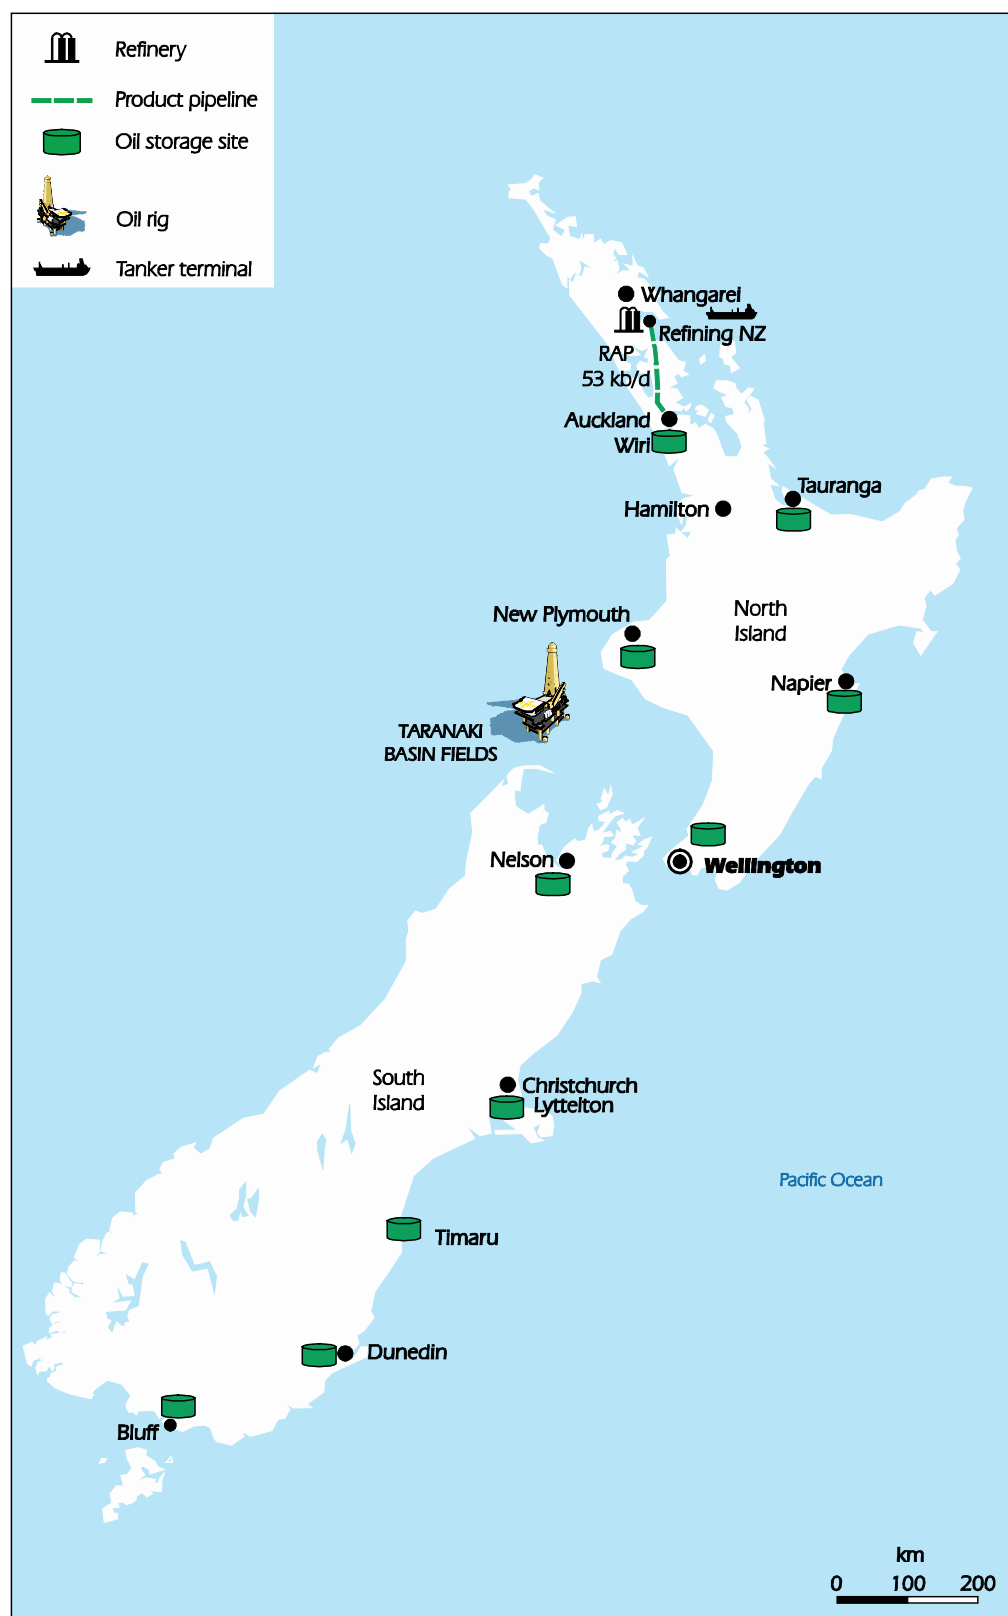 Refinery
Product pipeline
Oil storage site
Oil rig
Tanker terminal
Whangarei
Refining NZ
RAP
53 kb/d
Auckland
Wiri
Tauranga
Hamilton
North
Island
New Plymouth
Napier
TARANAKI
BASIN FIELDS
Nelson
Wellington
South
Island
Christchurch
Lyttelton
Pacific Ocean
Timaru
Dunedin
Bluff
km
0 100 200